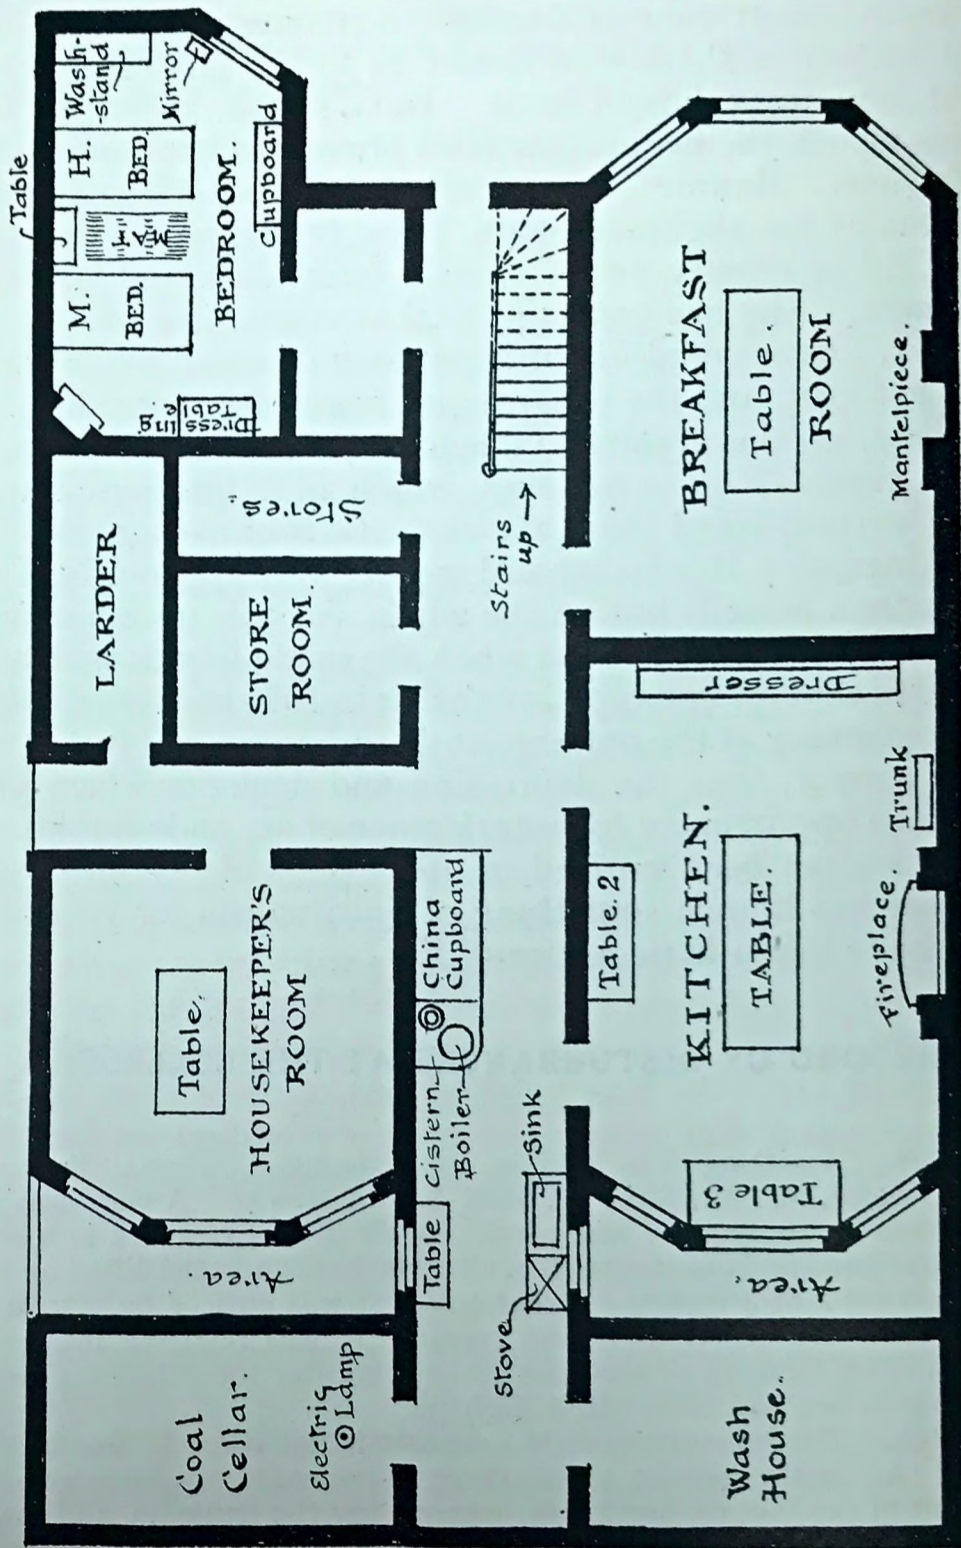 Table
Wash-
-stand
Mirror
H.
BED.
MAT
M.
BED.
BEDROOM.
Cupboard
Dressing
Table
LARDER
Stores.
STORE
ROOM.
Stairs
up →
BREAKFAST
ROOM
Table.
Mantelpiece.
HOUSEKEEPER'S
ROOM
Table.
China
Cupboard
Cistern
Boiler
Table
Sink
Stove
Dresser
Trunk
KITCHEN.
TABLE.
Table. 2
Fireplace.
Table 3
Area.
Area.
Coal
Cellar.
Electric
Lamp
Wash
House.